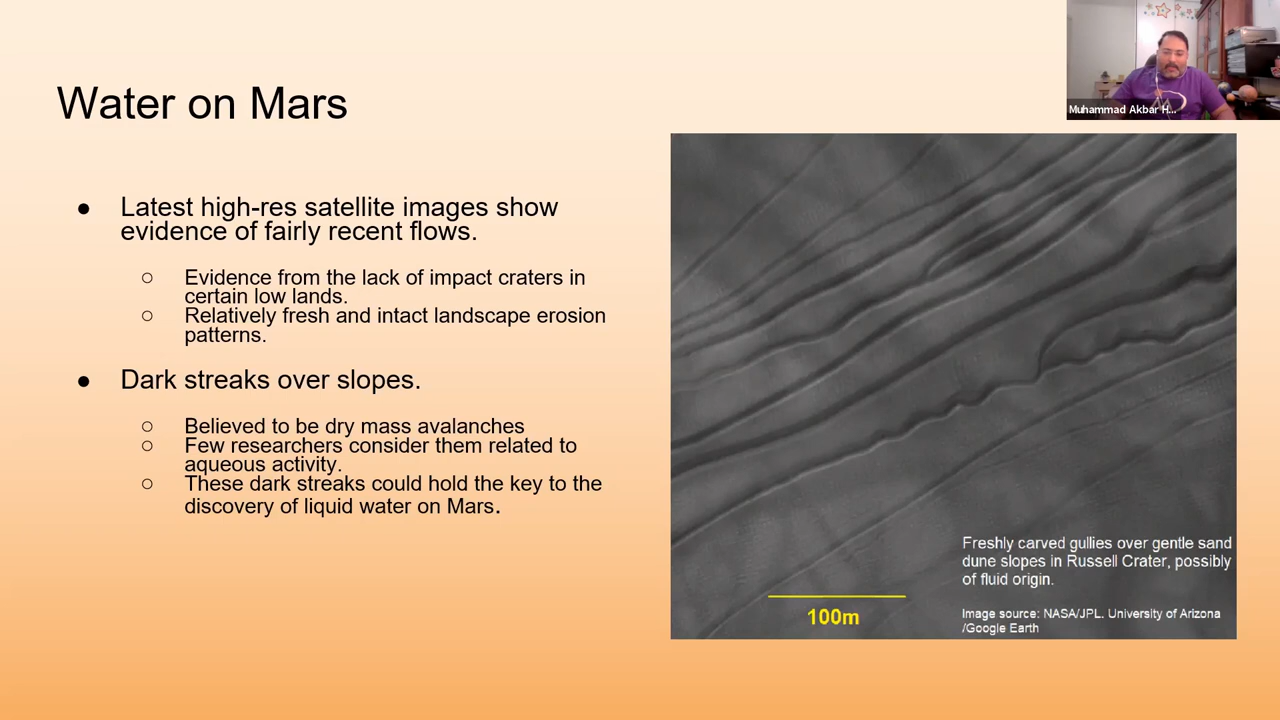 Water on Mars
Muhammad Akbar H...
● Latest high-res satellite images show
evidence of fairly recent flows.
○ Evidence from the lack of impact craters in
certain low lands.
○ Relatively fresh and intact landscape erosion
patterns.
● Dark streaks over slopes.
○ Believed to be dry mass avalanches
○ Few researchers consider them related to
aqueous activity.
○ These dark streaks could hold the key to the
discovery of liquid water on Mars.
Freshly carved gullies over gentle sand
dune slopes in Russell Crater, possibly
of fluid origin.
100m
Image source: NASA/JPL. University of Arizona
/Google Earth